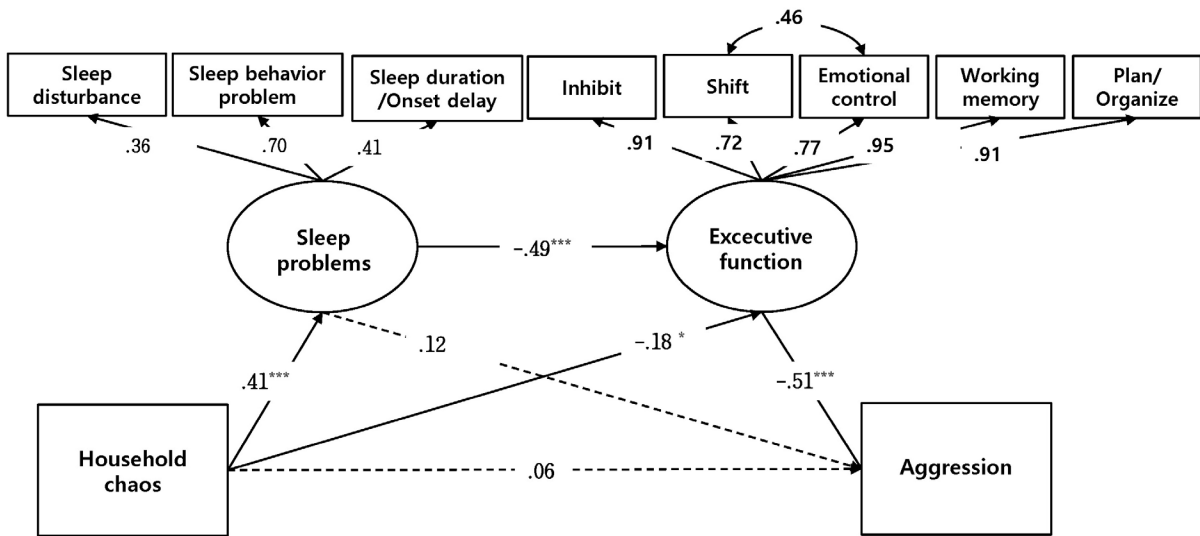 .46
Sleep
disturbance
Sleep behavior
problem
Sleep duration
/Onset delay
Inhibit
Shift
Emotional
control
Working
memory
Plan/
Organize
.36
.70
.41
.91
.72
.77
.95
.91
Sleep
problems
-.49***
Excecutive
function
.12
-.18 *
.41***
-.51***
Household
chaos
.06
Aggression